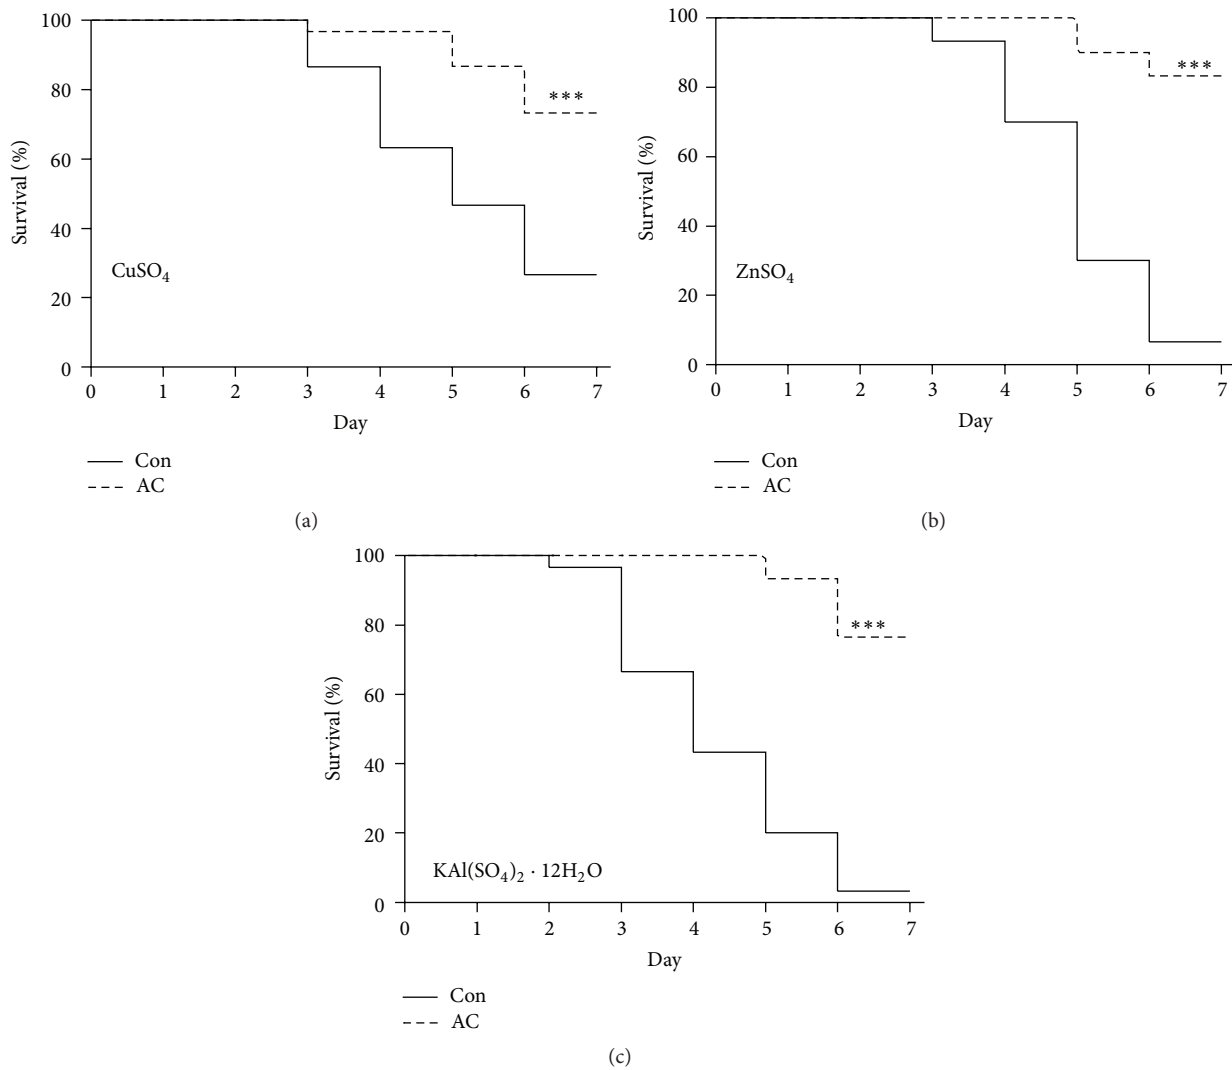 100
80
60
40
20
0
Survival (%)
CuSO4
***
0 1 2 3 4 5 6 7
Day
Con
AC
(a)
100
80
60
40
20
0
Survival (%)
ZnSO4
***
0 1 2 3 4 5 6 7
Day
Con
AC
(b)
100
80
60
40
20
0
Survival (%)
KAl(SO4)2 · 12H2O
***
0 1 2 3 4 5 6 7
Day
Con
AC
(c)